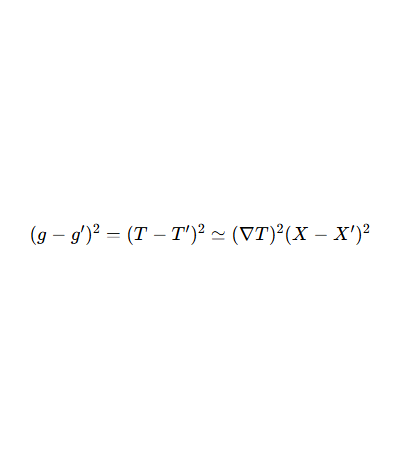 (g − g′)² = (T − T′)² ≃ (∇T)²(X − X′)²